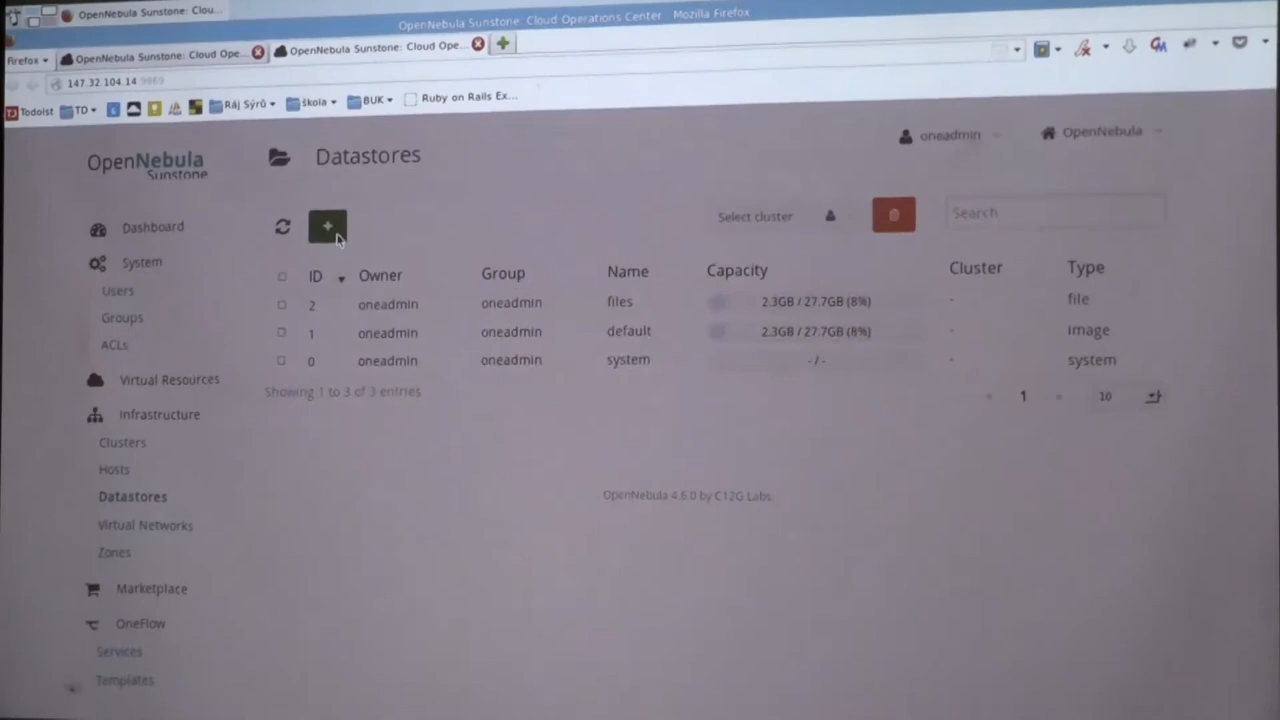 OpenNebula Sunstone: Clou...
OpenNebula Sunstone: Cloud Operations Center - Mozilla Firefox
Firefox
OpenNebula Sunstone: Cloud Ope...
OpenNebula Sunstone: Cloud Ope...
147.32.104.14:9869
Todoist
TD
Ráj Sýrů
škola
BUK
Ruby on Rails Ex...
OpenNebula
Sunstone
Datastores
oneadmin
OpenNebula
Dashboard
System
Users
Groups
ACLs
Virtual Resources
Infrastructure
Clusters
Hosts
Datastores
Virtual Networks
Zones
Marketplace
OneFlow
Services
Templates
Select cluster
Search
ID Owner Group Name Capacity Cluster Type
2 oneadmin oneadmin files 2.3GB / 27.7GB (8%) - file
1 oneadmin oneadmin default 2.3GB / 27.7GB (8%) - image
0 oneadmin oneadmin system - / - - system
Showing 1 to 3 of 3 entries
1
10
OpenNebula 4.6.0 by C12G Labs.